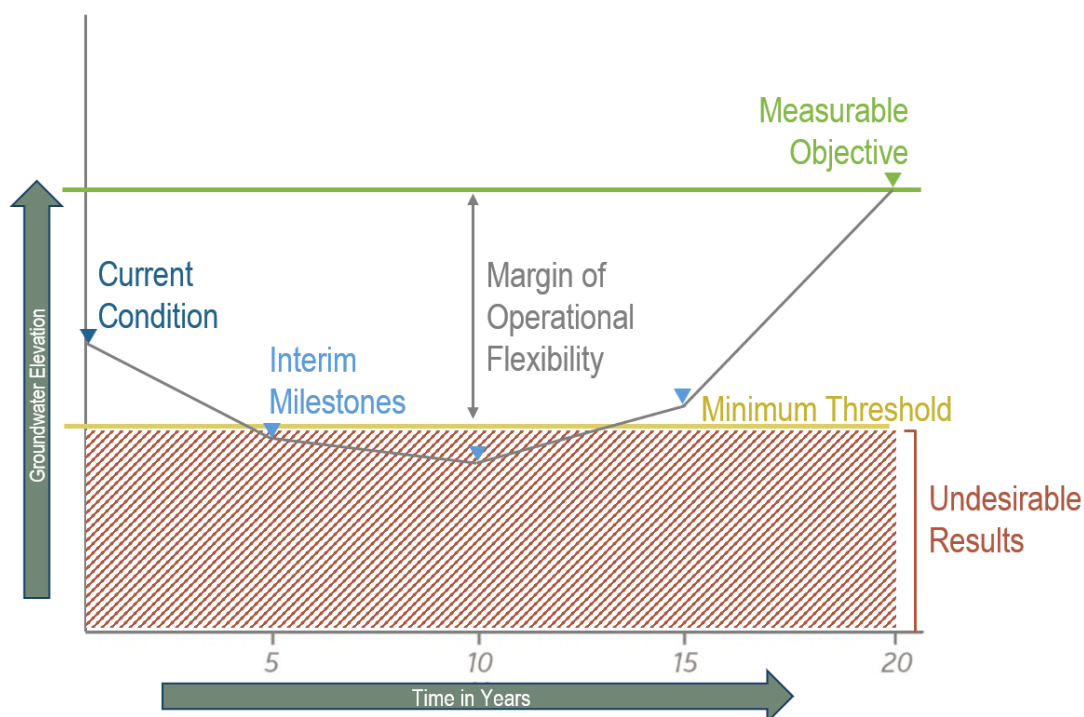 Measurable
Objective
Current
Condition
Margin of
Operational
Flexibility
Interim
Milestones
Minimum Threshold
Groundwater Elevation
Undesirable
Results
5
10
15
20
Time in Years